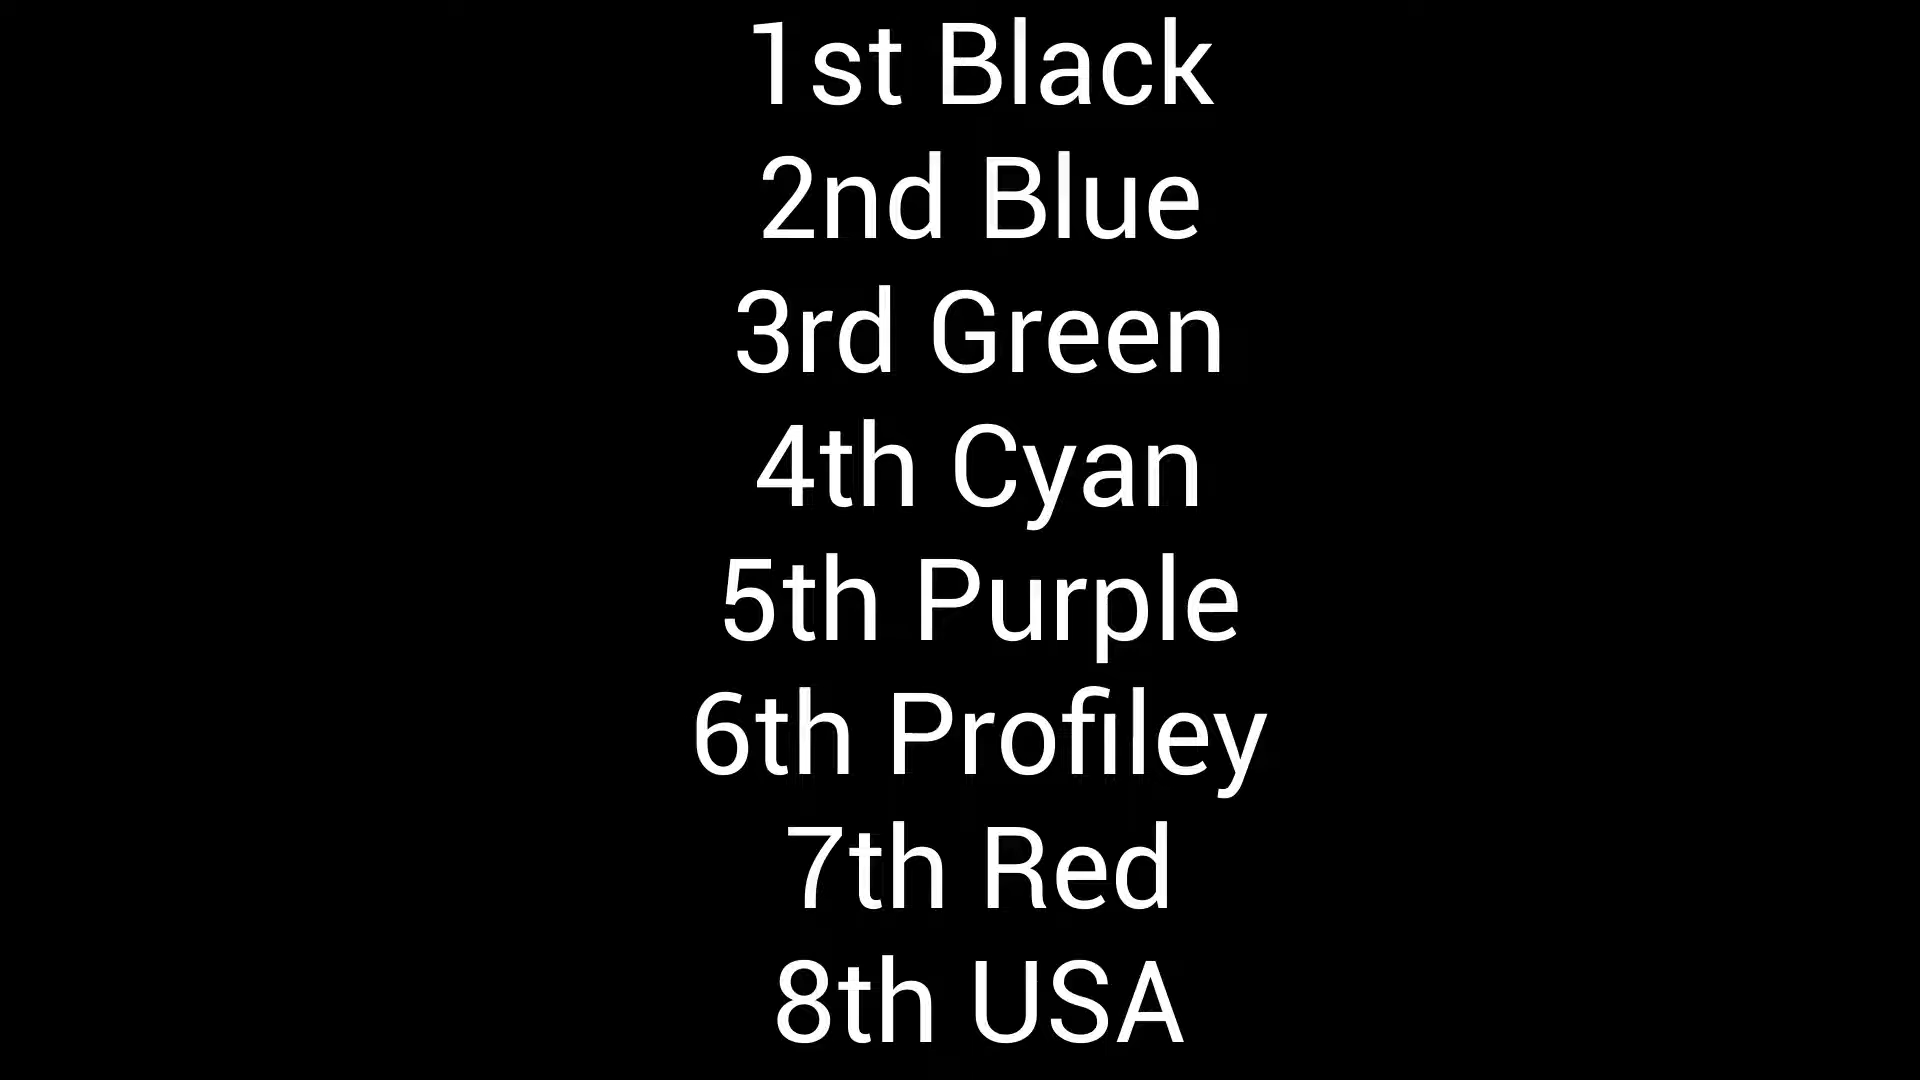 1st Black
2nd Blue
3rd Green
4th Cyan
5th Purple
6th Profiley
7th Red
8th USA